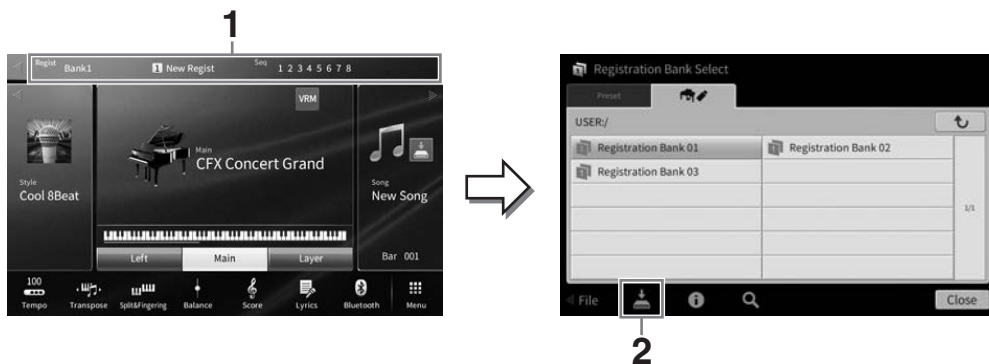 1
Regist
Bank1
1 New Regist
Seq
1 2 3 4 5 6 7 8
VRM
Main
CFX Concert Grand
Style
Cool 8Beat
Song
New Song
Left
Main
Layer
Bar 001
100
Tempo
Transpose
Split&Fingering
Balance
Score
Lyrics
Bluetooth
Menu
Registration Bank Select
Preset
USER:/
Registration Bank 01
Registration Bank 02
Registration Bank 03
1/1
File
Close
2